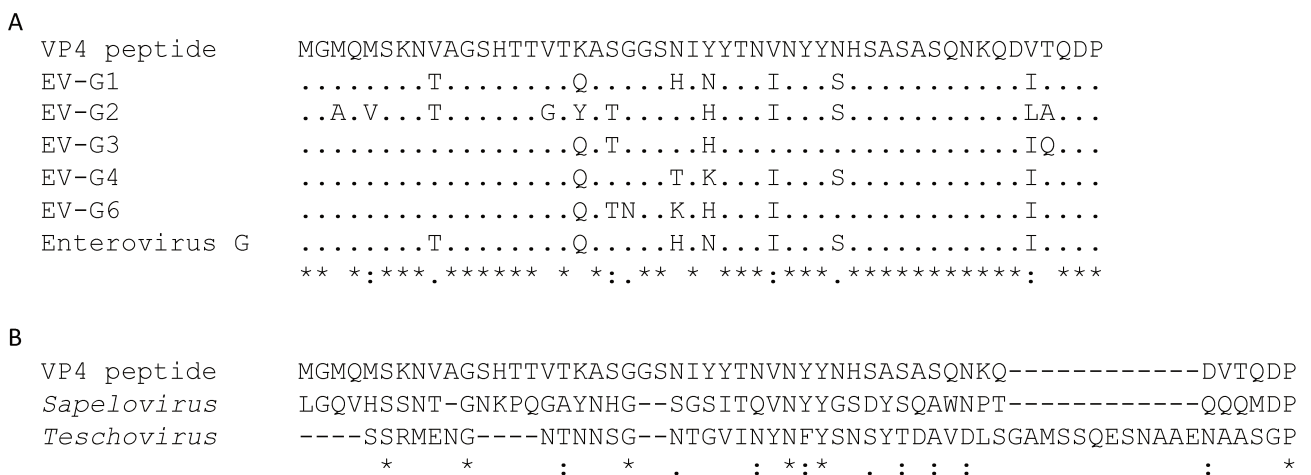 A
VP4 peptide MGMQMSKNVAGSHTTVTKASGGSNIYYTNVNYYNHSASASQNKQDVTQDP
EV-G1 ........T........Q.....H.N...I...S...........I....
EV-G2 ..A.V...T......G.Y.T.....H...I...S...........LA...
EV-G3 .................Q.T.....H...................IQ...
EV-G4 .................Q.....T.K...I...S...........I....
EV-G6 .................Q.TN..K.H...I...............I....
Enterovirus G ........T........Q.....H.N...I...S...........I....
** *:***.****** * *:.** * ***:***.***********: ***
B
VP4 peptide MGMQMSKNVAGSHTTVTKASGGSNIYYTNVNYYNHSASASQNKQ------------DVTQDP
Sapelovirus LGQVHSSNT-GNKPQGAYNHG--SGSITQVNYYGSDYSQAWNPT------------QQQMDP
Teschovirus ----SSRMENG----NTNNSG--NTGVINYNFYSNSYTDAVDLSGAMSSQESNAAENAASGP
*    *     :   *  .    : *:*  . : : :              :    *